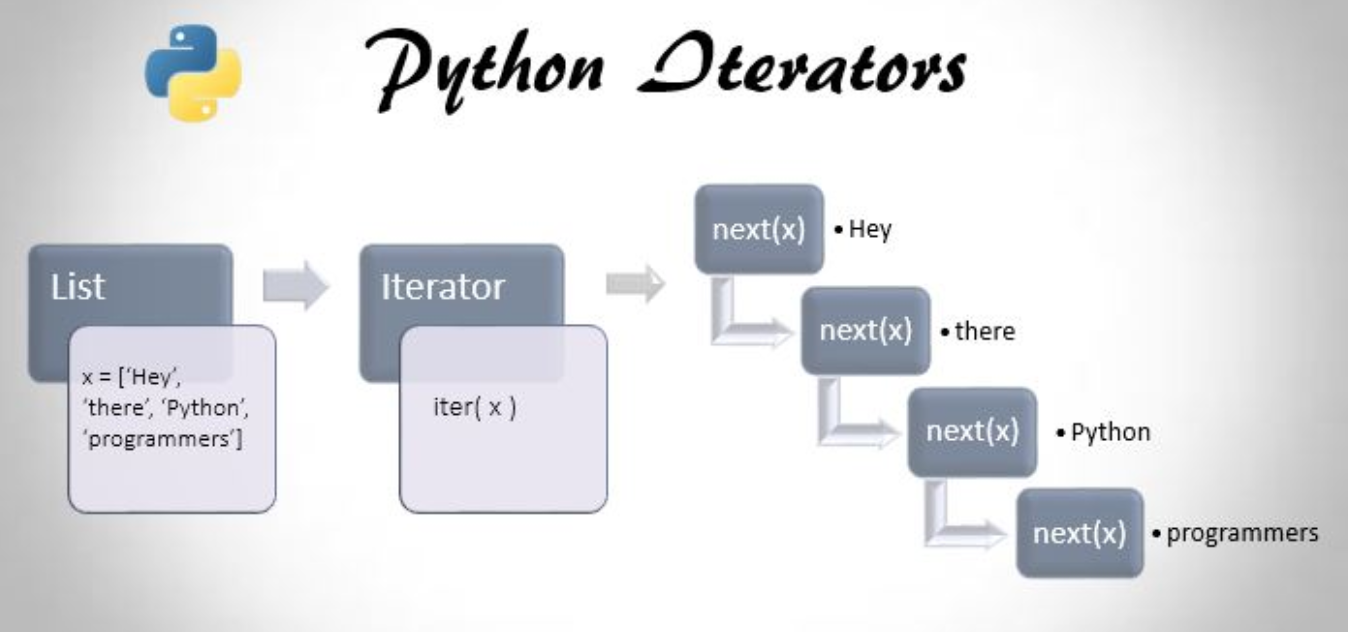 Python Iterators
List
x = [‘Hey’,
‘there’, ‘Python’,
‘programmers’]
Iterator
iter( x )
next(x)
• Hey
next(x)
• there
next(x)
• Python
next(x)
• programmers